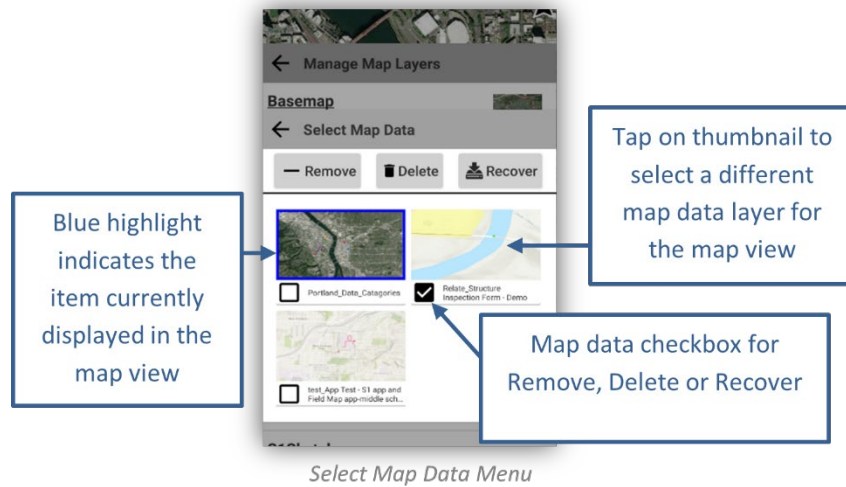 Manage Map Layers
Basemap
Select Map Data
Remove
Delete
Recover
Blue highlight
indicates the
item currently
displayed in the
map view
Tap on thumbnail to
select a different
map data layer for
the map view
Portland_Data_Catagories
Relate_Structure
Inspection Form - Demo
Map data checkbox for
Remove, Delete or Recover
test_App Test - S1 app and
Field Map app-middle sch...
Select Map Data Menu